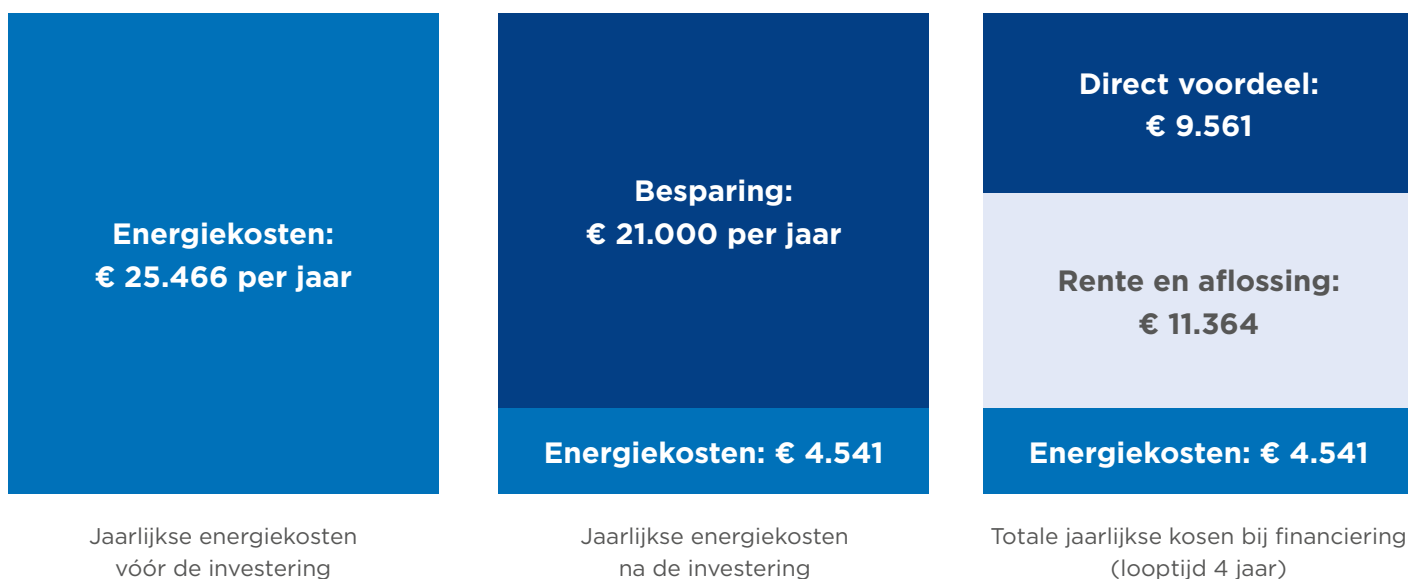 Energiekosten:
€ 25.466 per jaar
Jaarlijkse energiekosten
vóór de investering
Besparing:
€ 21.000 per jaar
Energiekosten: € 4.541
Jaarlijkse energiekosten
na de investering
Direct voordeel:
€ 9.561
Rente en aflossing:
€ 11.364
Energiekosten: € 4.541
Totale jaarlijkse kosen bij financiering
(looptijd 4 jaar)